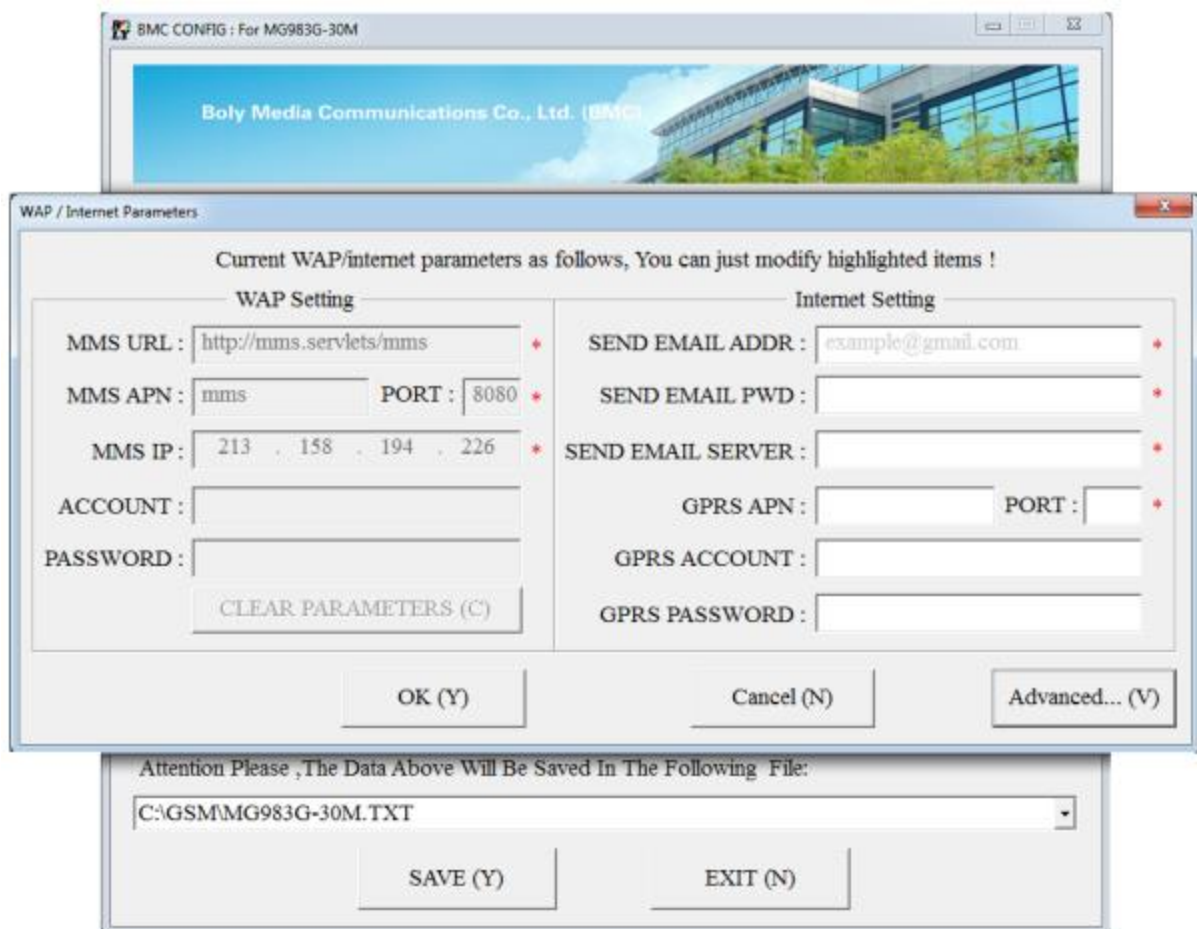 BMC CONFIG : For MG983G-30M
Boly Media Communications Co., Ltd. (BMC)
WAP / Internet Parameters
Current WAP/internet parameters as follows, You can just modify highlighted items !
WAP Setting
MMS URL : http://mms.servlets/mms *
MMS APN : mms PORT : 8080 *
MMS IP : 213 . 158 . 194 . 226 *
ACCOUNT :
PASSWORD :
CLEAR PARAMETERS (C)
Internet Setting
SEND EMAIL ADDR : example@gmail.com *
SEND EMAIL PWD : *
SEND EMAIL SERVER : *
GPRS APN : PORT : *
GPRS ACCOUNT :
GPRS PASSWORD :
OK (Y) Cancel (N) Advanced... (V)
Attention Please ,The Data Above Will Be Saved In The Following File:
C:\GSM\MG983G-30M.TXT
SAVE (Y) EXIT (N)